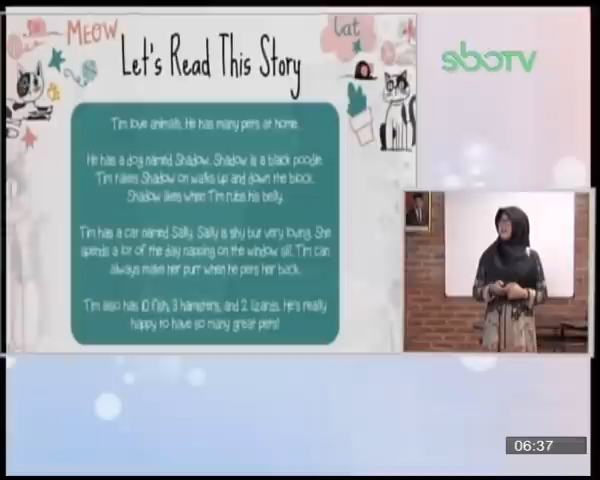 MEOW
Cat
Let's Read This Story
Tim love animals. He has many pets at home.
He has a dog named Shadow. Shadow is a black poodle.
Tim takes Shadow on walks up and down the block.
Shadow likes when Tim rubs his belly.
Tim has a cat named Sally. Sally is shy but very loving. She
spends a lot of the day napping on the window sill. Tim can
always make her purr when he pets her back.
Tim also has 10 fish, 3 hamsters, and 2 lizards. He's really
happy to have so many great pets!
sbotv
06:37